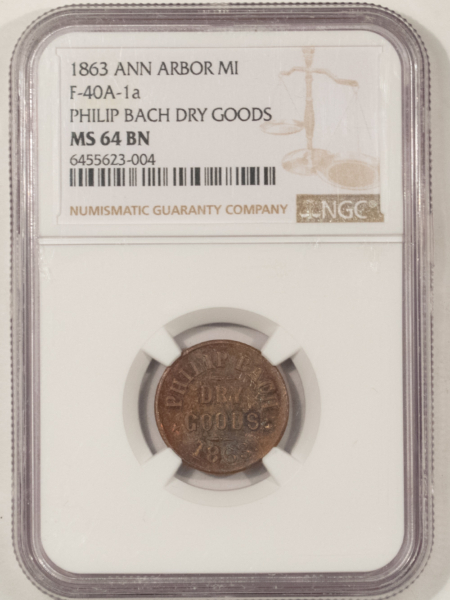 1863 ANN ARBOR MI
F-40A-1a
PHILIP BACH DRY GOODS
MS 64 BN
6455623-004
NUMISMATIC GUARANTY COMPANY
NGC
PHILIP BACH
DRY
GOODS